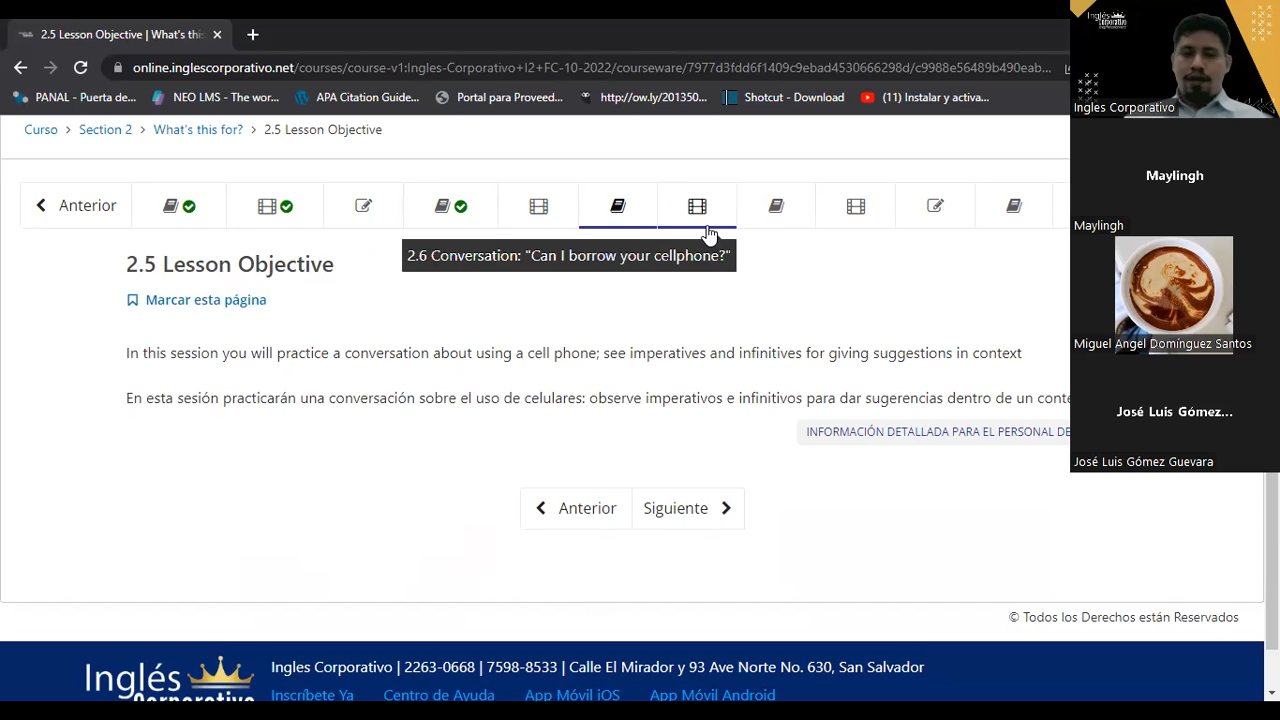 2.5 Lesson Objective | What's this
online.inglescorporativo.net/courses/course-v1:Ingles-Corporativo+I2+FC-10-2022/courseware/7977d3fdd6f1409c9ebad4530666298d/c9988e56489b490eab...
PANAL - Puerta de...
NEO LMS - The wor...
APA Citation i de...
Portal para Proveed...
http://ow.ly/201350...
Shotcut - Download
(11) Instalar y activa...
Curso > Section 2 > What's this for? > 2.5 Lesson Objective
Anterior
2.6 Conversation: "Can I borrow your cellphone?"
2.5 Lesson Objective
Marcar esta página
In this session you will practice a conversation about using a cell phone; see imperatives and infinitives for giving suggestions in context
En esta sesión practicarán una conversación sobre el uso de celulares: observe imperativos e infinitivos para dar sugerencias dentro de un conte
INFORMACIÓN DETALLADA PARA EL PERSONAL DE
Anterior
Siguiente
© Todos los Derechos están Reservados
Inglés
Corporativo
Ingles Corporativo | 2263-0668 | 7598-8533 | Calle El Mirador y 93 Ave Norte No. 630, San Salvador
Inscríbete Ya
Centro de Ayuda
App Móvil iOS
App Móvil Android
Inglés
Corporativo
Ingles Corporativo
Maylingh
Maylingh
Miguel Angel Domínguez Santos
José Luis Gómez...
José Luis Gómez Guevara